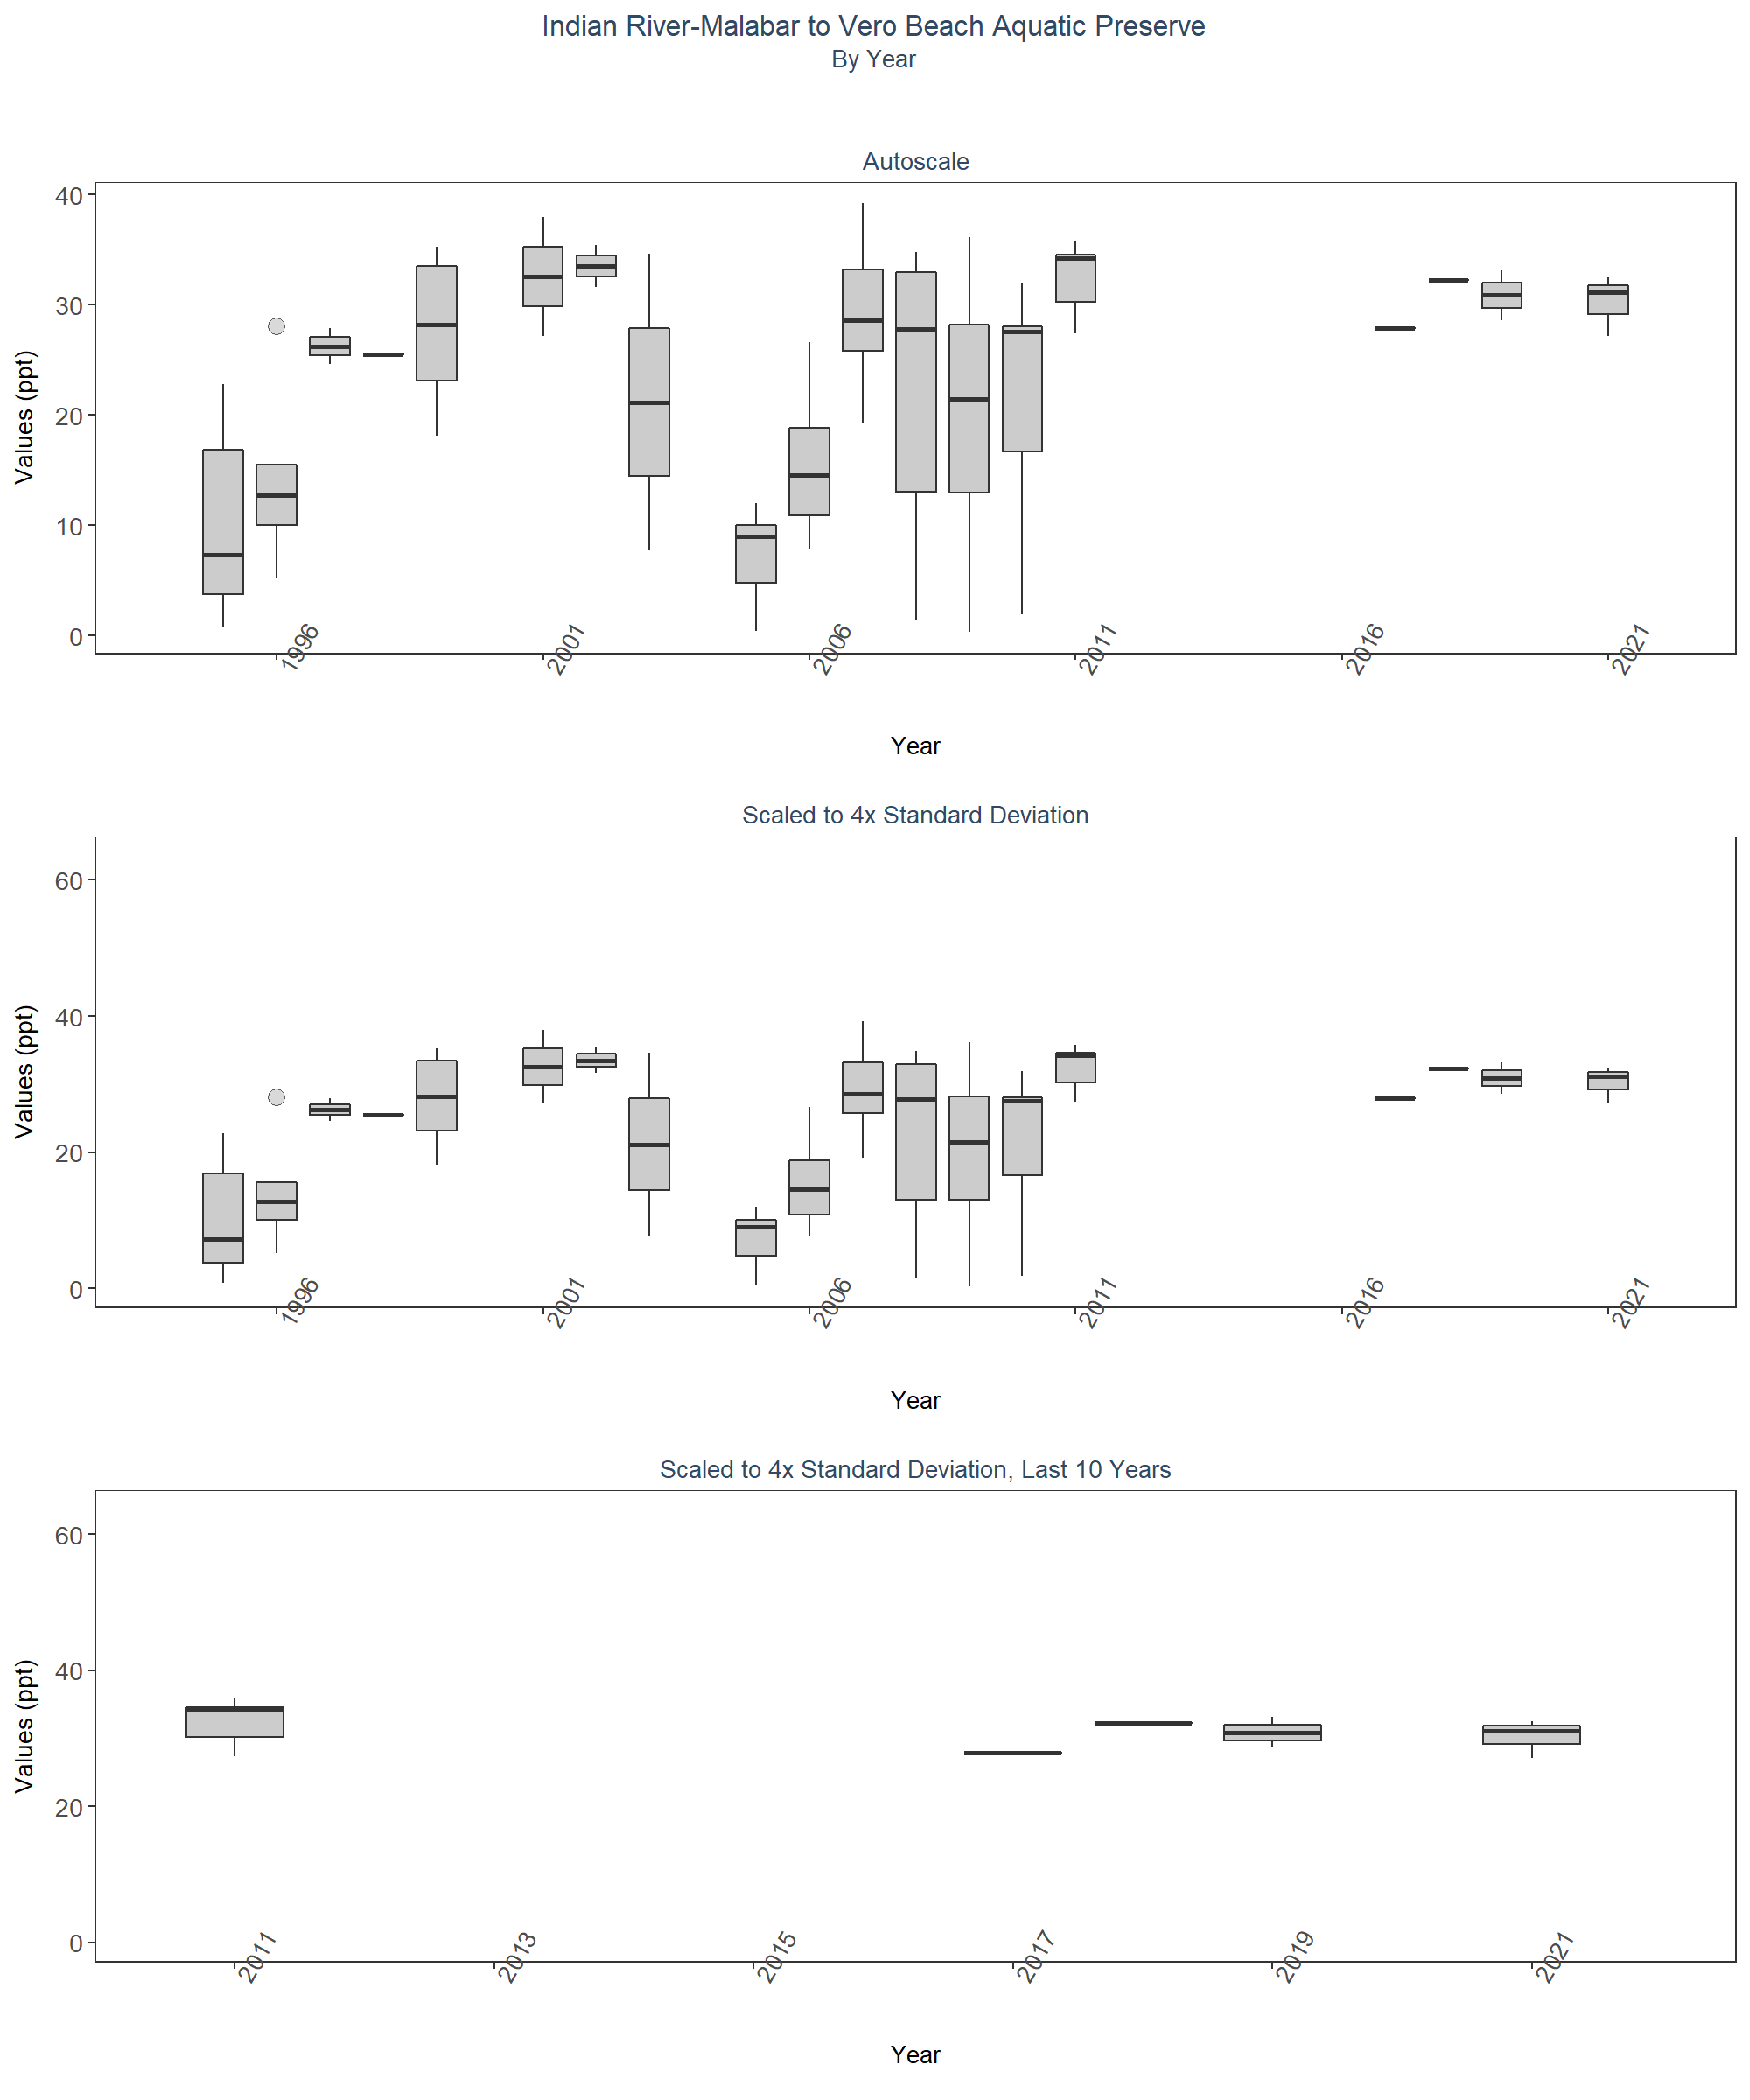 Indian River-Malabar to Vero Beach Aquatic Preserve
By Year
Autoscale
Values (ppt)
40
30
20
10
0
1996
2001
2006
2011
2016
2021
Year
Scaled to 4x Standard Deviation
Values (ppt)
60
40
20
0
1996
2001
2006
2011
2016
2021
Year
Scaled to 4x Standard Deviation, Last 10 Years
Values (ppt)
60
40
20
0
2011
2013
2015
2017
2019
2021
Year